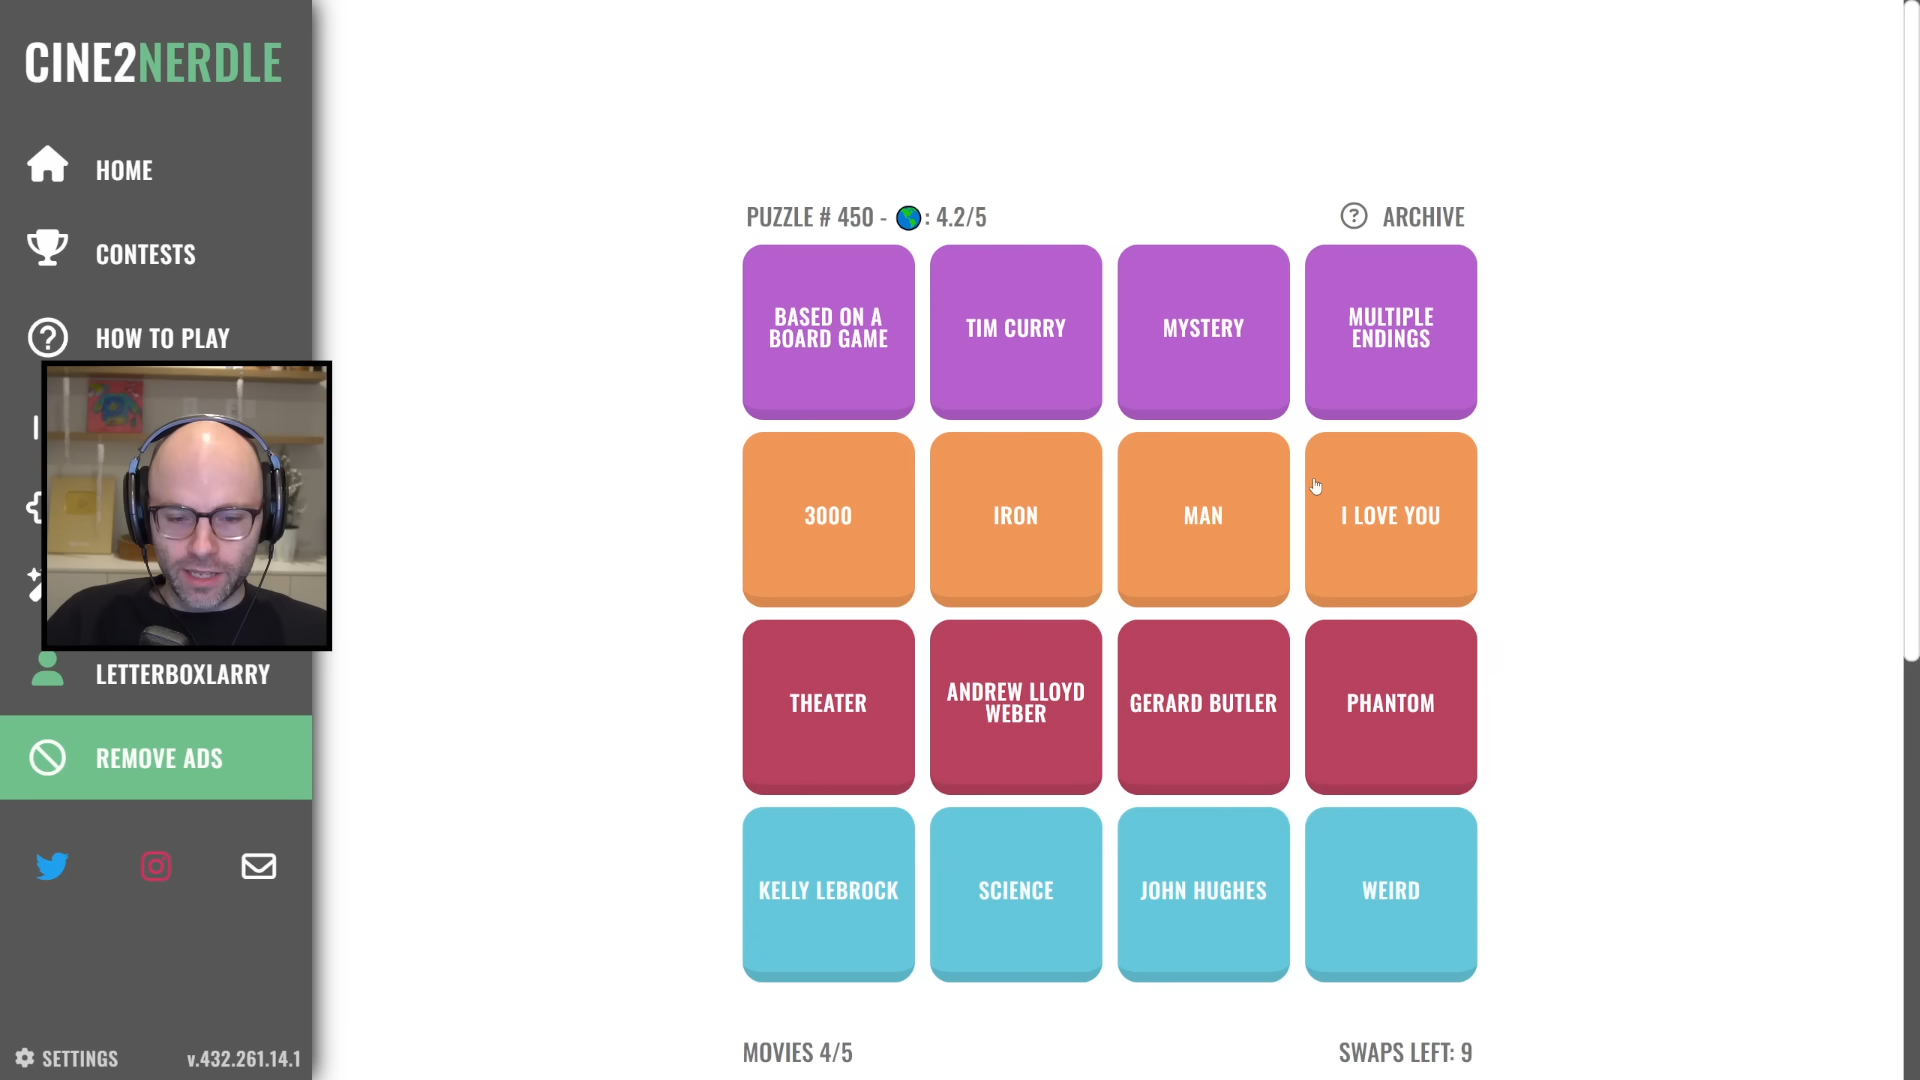 CINE2NERDLE
HOME
CONTESTS
HOW TO PLAY
LETTERBOXLARRY
REMOVE ADS
SETTINGS
v.432.261.14.1
PUZZLE # 450 - : 4.2/5
ARCHIVE
BASED ON A
BOARD GAME
TIM CURRY
MYSTERY
MULTIPLE
ENDINGS
3000
IRON
MAN
I LOVE YOU
THEATER
ANDREW LLOYD
WEBER
GERARD BUTLER
PHANTOM
KELLY LEBROCK
SCIENCE
JOHN HUGHES
WEIRD
MOVIES 4/5
SWAPS LEFT: 9